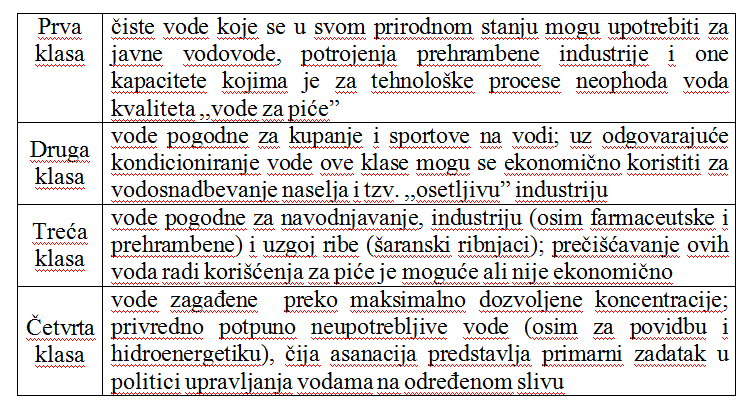 Prva klasa
čiste vode koje se u svom prirodnom stanju mogu upotrebiti za
javne vodovode, potrojenja prehrambene industrije i one
kapacitete kojima je za tehnološke procese neophoda voda
kvaliteta ,,vode za piće”
Druga klasa
vode pogodne za kupanje i sportove na vodi; uz odgovarajuće
kondicioniranje vode ove klase mogu se ekonomično koristiti za
vodosnadbevanje naselja i tzv. ,,osetljivu” industriju
Treća klasa
vode pogodne za navodnjavanje, industriju (osim farmaceutske i
prehrambene) i uzgoj ribe (šaranski ribnjaci); prečišćavanje ovih
voda radi korišćenja za piće je moguće ali nije ekonomično
Četvrta klasa
vode zagađene preko maksimalno dozvoljene koncentracije;
privredno potpuno neupotrebljive vode (osim za povidbu i
hidroenergetiku), čija asanacija predstavlja primarni zadatak u
politici upravljanja vodama na određenom slivu